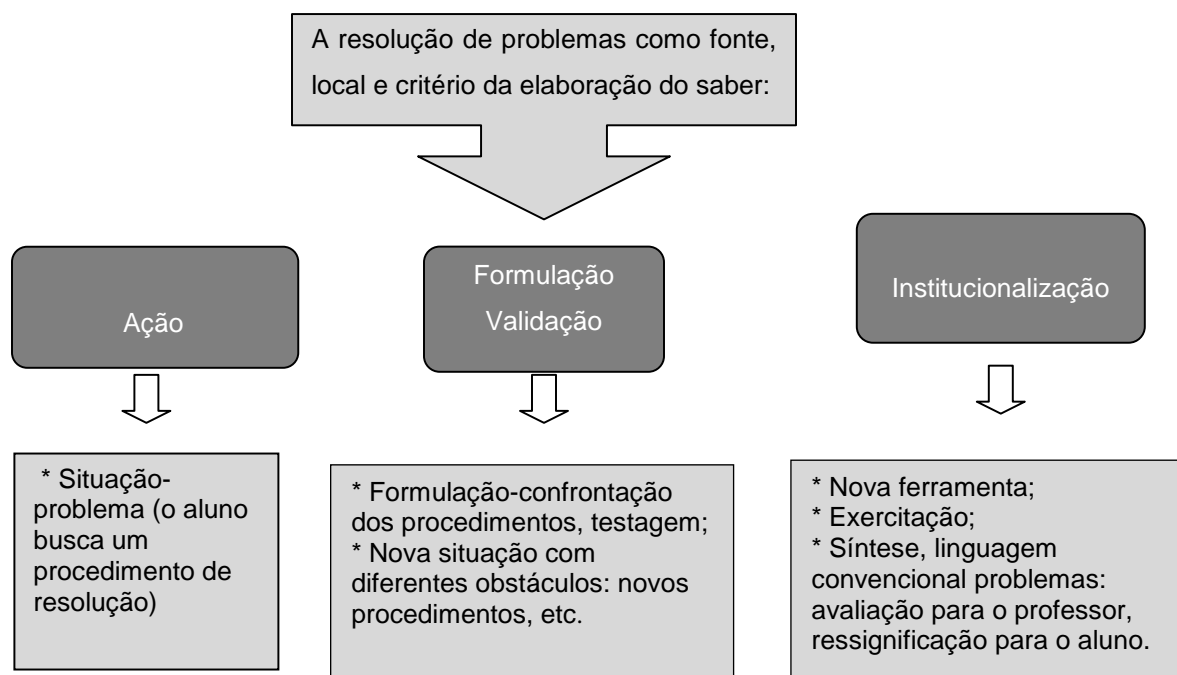 A resolução de problemas como fonte,
local e critério da elaboração do saber:
Ação
Formulação
Validação
Institucionalização
* Situação-
problema (o aluno
busca um
procedimento de
resolução)
* Formulação-confrontação
dos procedimentos, testagem;
* Nova situação com
diferentes obstáculos: novos
procedimentos, etc.
* Nova ferramenta;
* Exercitação;
* Síntese, linguagem
convencional problemas:
avaliação para o professor,
ressignificação para o aluno.